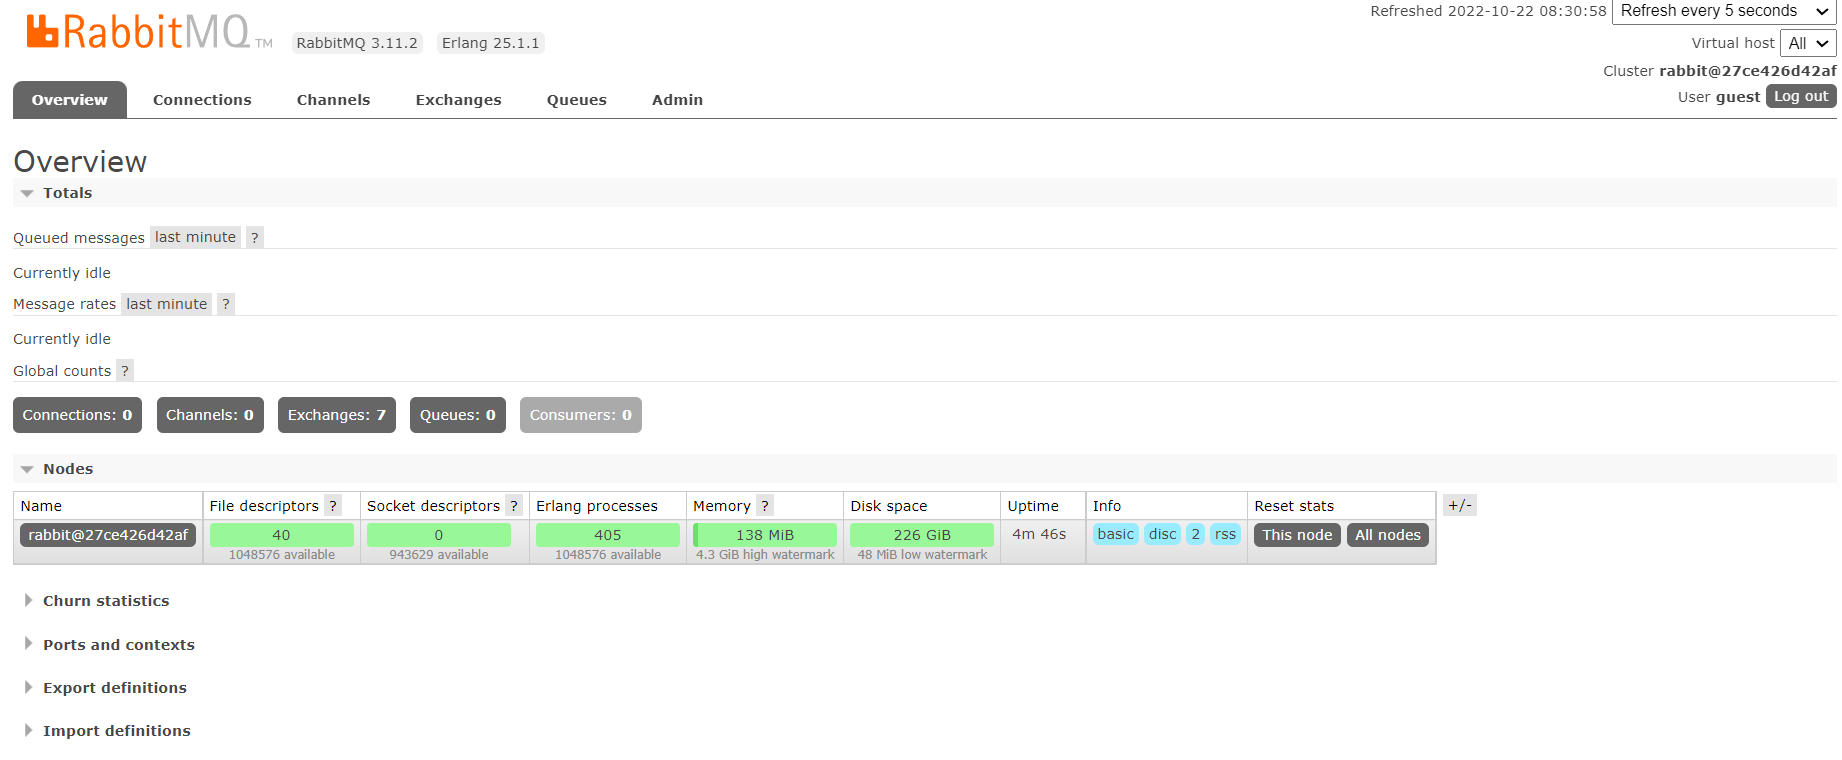 RabbitMQ TM RabbitMQ 3.11.2 Erlang 25.1.1
Refreshed 2022-10-22 08:30:58 Refresh every 5 seconds
Virtual host All
Cluster rabbit@27ce426d42af
User guest Log out
Overview Connections Channels Exchanges Queues Admin
Overview
Totals
Queued messages last minute ?
Currently idle
Message rates last minute ?
Currently idle
Global counts ?
Connections: 0 Channels: 0 Exchanges: 7 Queues: 0 Consumers: 0
Nodes
Name File descriptors ? Socket descriptors ? Erlang processes Memory ? Disk space Uptime Info Reset stats +/-
rabbit@27ce426d42af 40 0 405 138 MiB 226 GiB 4m 46s basic disc 2 rss This node All nodes
1048576 available 943629 available 1048576 available 4.3 GiB high watermark 48 MiB low watermark
Churn statistics
Ports and contexts
Export definitions
Import definitions